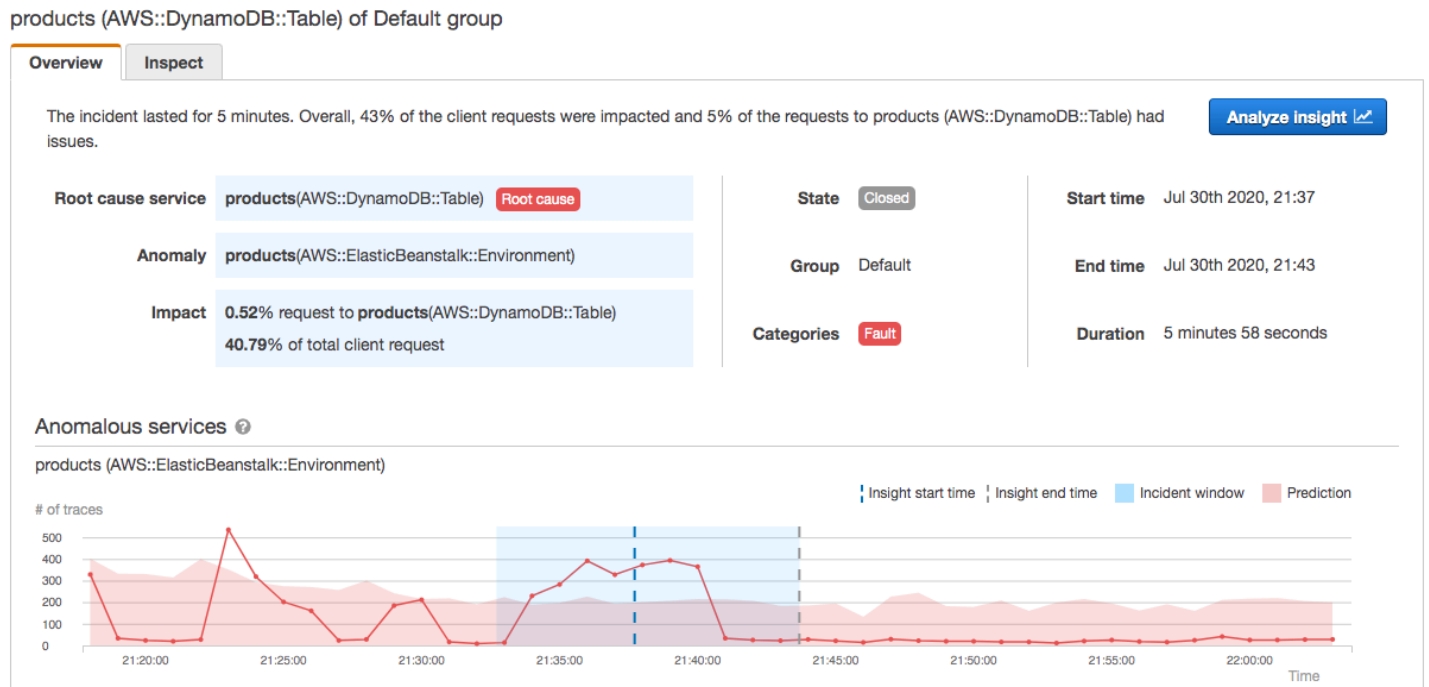 products (AWS::DynamoDB::Table) of Default group
Overview
Inspect
The incident lasted for 5 minutes. Overall, 43% of the client requests were impacted and 5% of the requests to products (AWS::DynamoDB::Table) had
issues.
Analyze insight
Root cause service products(AWS::DynamoDB::Table) Root cause
Anomaly products(AWS::ElasticBeanstalk::Environment)
Impact 0.52% request to products(AWS::DynamoDB::Table)
40.79% of total client request
State Closed
Group Default
Categories Fault
Start time Jul 30th 2020, 21:37
End time Jul 30th 2020, 21:43
Duration 5 minutes 58 seconds
Anomalous services ?
products (AWS::ElasticBeanstalk::Environment)
Insight start time Insight end time Incident window Prediction
# of traces
500
400
300
200
100
0
21:20:00 21:25:00 21:30:00 21:35:00 21:40:00 21:45:00 21:50:00 21:55:00 22:00:00
Time